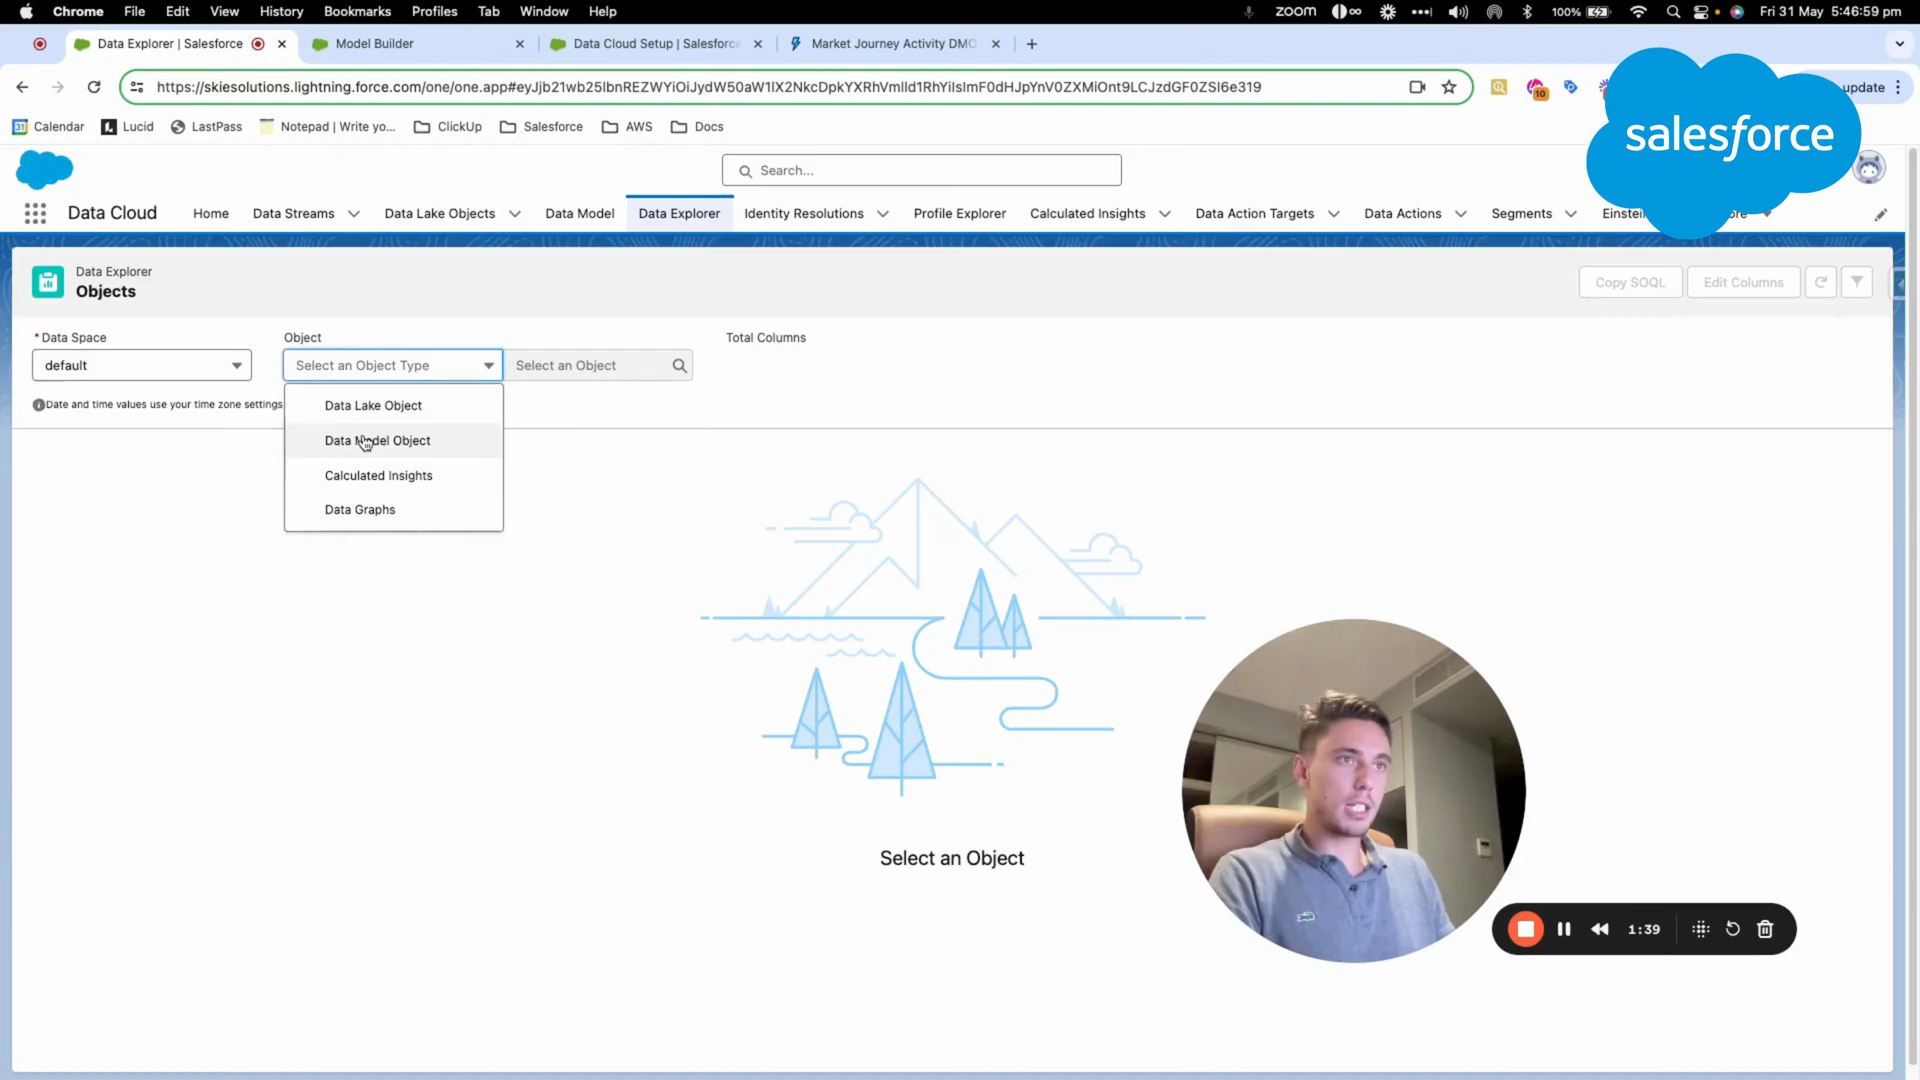 Chrome File Edit View History Bookmarks Profiles Tab Window Help zoom 100% Fri 31 May 5:46:59 pm
Data Explorer | Salesforce Model Builder Data Cloud Setup | Salesforce Market Journey Activity DMO
https://skiesolutions.lightning.force.com/one/one.app#eyJjb21wb25lbnREZWYiOiJydW50aW1lX2NkcDpkYXRhVmlld1RhYiIsImF0dHJpYnV0ZXMiOnt9LCJzdGF0ZSI6e319 10 update
Calendar Lucid LastPass Notepad | Write yo... ClickUp Salesforce AWS Docs
salesforce
Search...
Data Cloud Home Data Streams Data Lake Objects Data Model Data Explorer Identity Resolutions Profile Explorer Calculated Insights Data Action Targets Data Actions Segments
Data Explorer
Objects
Copy SOQL Edit Columns
* Data Space Object Total Columns
default Select an Object Type Select an Object
Date and time values use your time zone settings
Data Lake Object
Data Model Object
Calculated Insights
Data Graphs
Select an Object
1:39